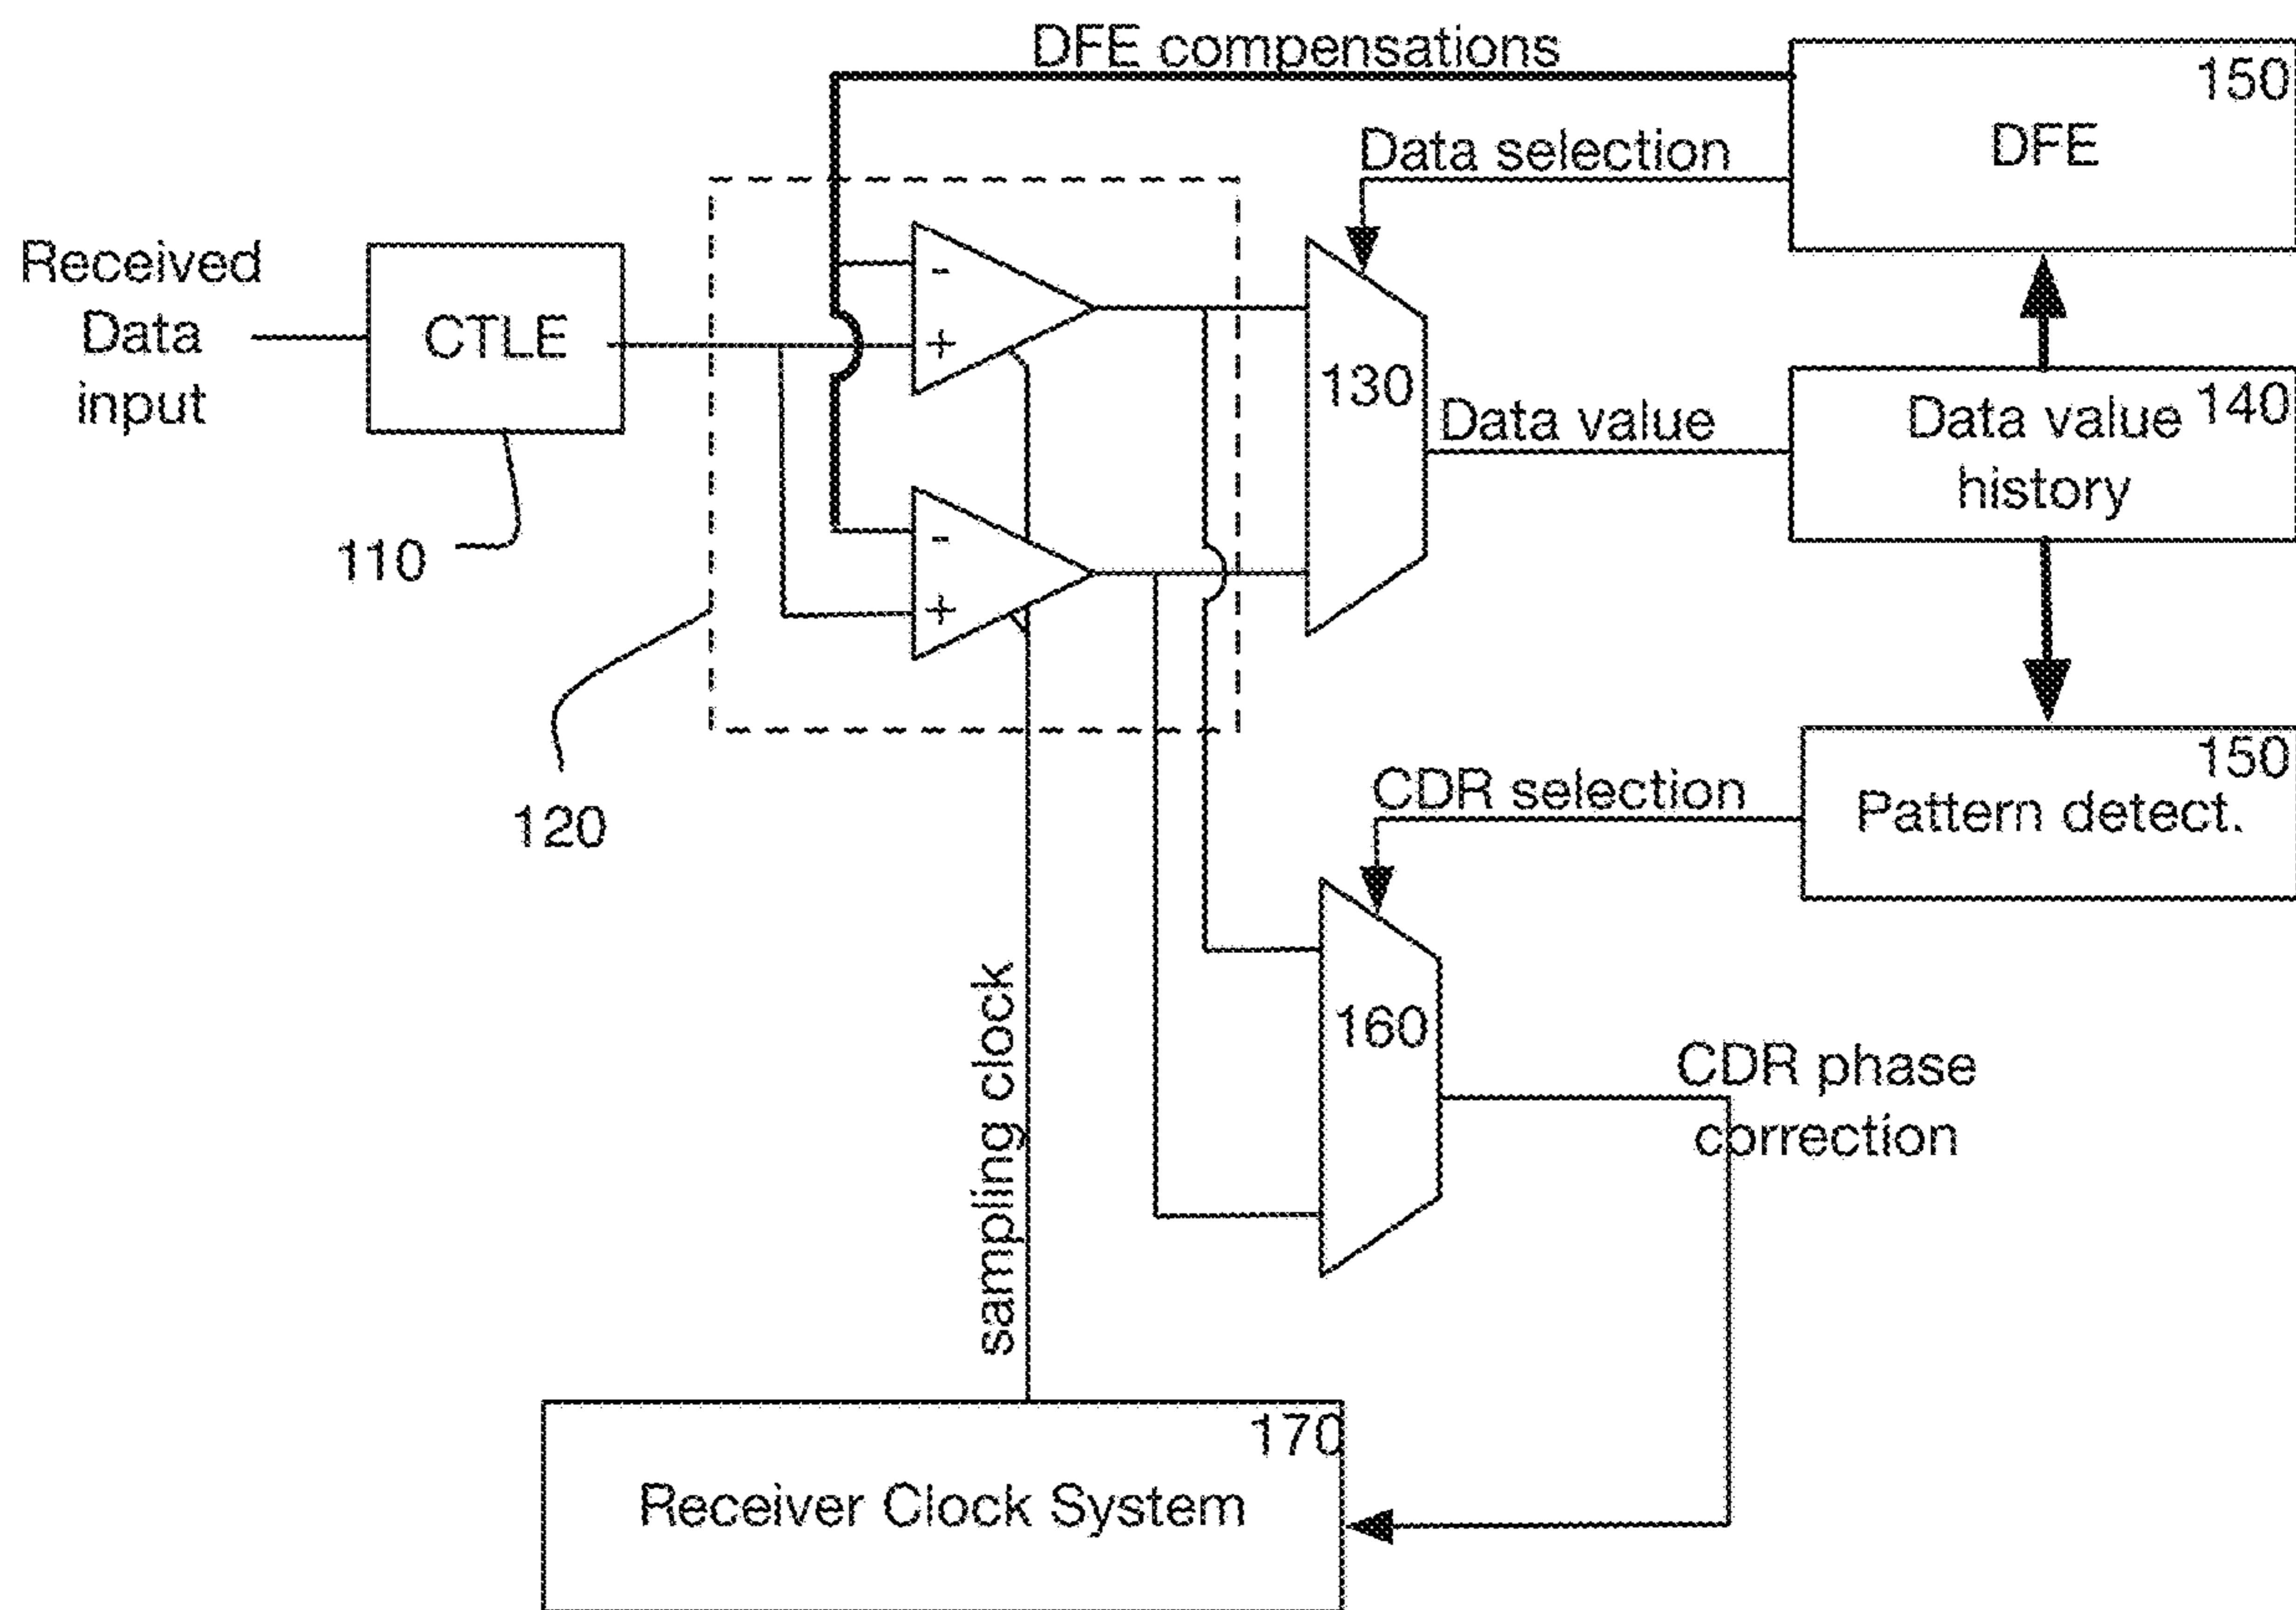 DFE compensations
150
DFE
Data selection
Received
Data
input
CTLE
-
+
130
Data value
140
Data value
history
110
-
+
120
150
Pattern detect.
CDR selection
160
sampling clock
CDR phase
correction
170
Receiver Clock System